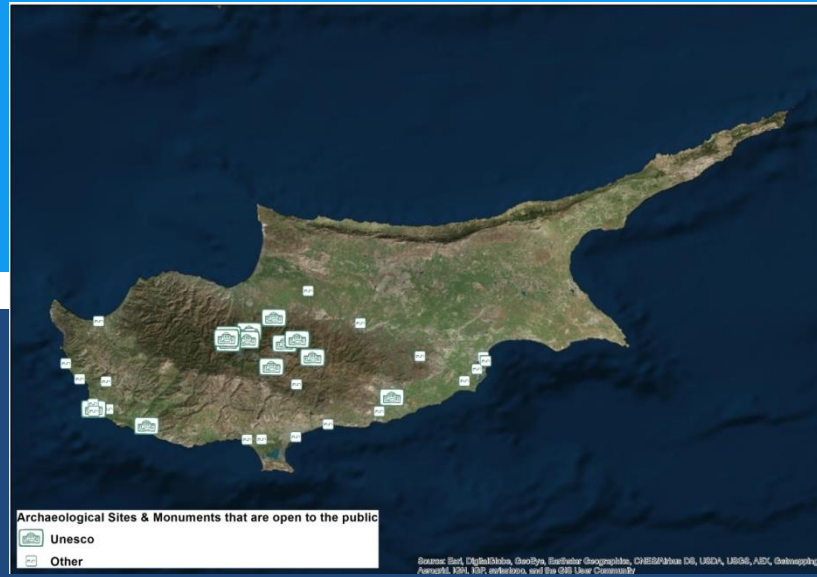 Archaeological Sites & Monuments that are open to the public
Unesco
Other
Source: Esri, DigitalGlobe, GeoEye, Earthstar Geographics, CNES/Airbus DS, USDA, USGS, AEX, Getmapping,
Aerogrid, IGN, IGP, swisstopo, and the GIS User Community